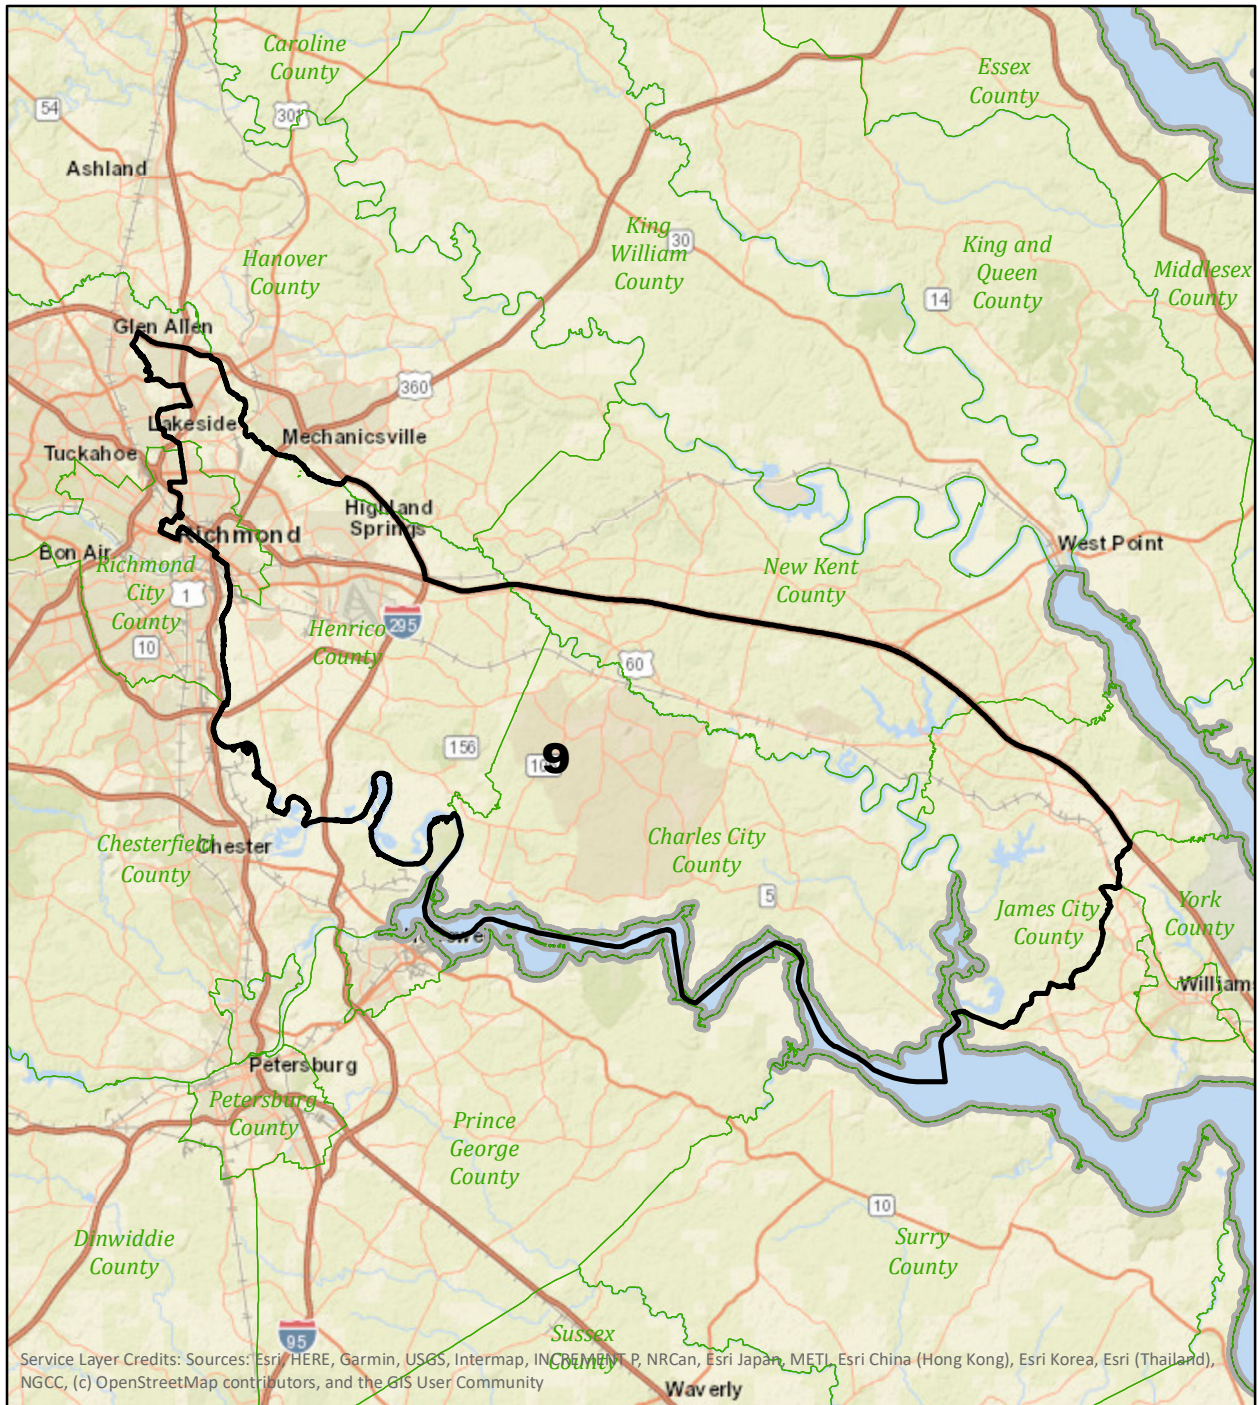 Caroline
County
Essex
County
54
301
Ashland
King
William
County
30
King and
Queen
County
Hanover
County
Middlesex
County
14
Glen Allen
360
Lakeside
Mechanicsville
Tuckahoe
Highland
Springs
Richmond
Bon Air
West Point
Richmond
City
County
New Kent
County
1
295
Henrico
County
10
60
156
9
Charles City
County
Chesterfield
County
Chester
5
James City
County
York
County
Williams
Petersburg
Petersburg
County
Prince
George
County
10
Dinwiddie
County
Surry
County
95
Sussex
County
Service Layer Credits: Sources: Esri, HERE, Garmin, USGS, Intermap, INCREMENT P, NRCan, Esri Japan, METI, Esri China (Hong Kong), Esri Korea, Esri (Thailand),
NGCC, (c) OpenStreetMap contributors, and the GIS User Community
Waverly